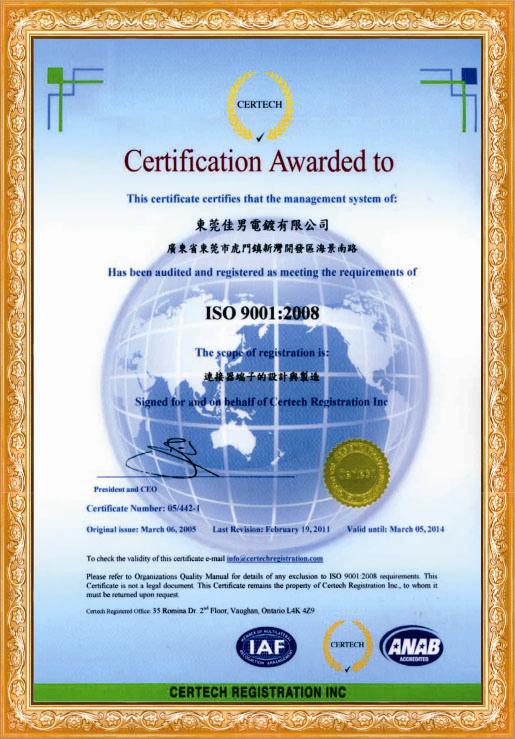 CERTECH
Certification Awarded to
This certificate certifies that the management system of:
東莞佳男電鍍有限公司
廣東省東莞市虎門鎮新灣開發區海景南路
Has been audited and registered as meeting the requirements of
ISO 9001:2008
The scope of registration is:
連接器端子的設計與製造
Signed for and on behalf of Certech Registration Inc
Certech
President and CEO
Certificate Number: 05/442-1
Original issue: March 06, 2005 Last Revision: February 19, 2011 Valid until: March 05, 2014
To check the validity of this certificate e-mail info@certechregistration.com
Please refer to Organizations Quality Manual for details of any exclusion to ISO 9001:2008 requirements. This
Certificate is not a legal document. This Certificate remains the property of Certech Registration Inc., to whom it
must be returned upon request.
Certech Registered Office: 35 Romina Dr. 2nd Floor, Vaughan, Ontario L4K 4Z9
MEMBER OF MULTILATERAL
IAF
RECOGNITION ARRANGEMENT
CERTECH
ANAB
ACCREDITED
CERTECH REGISTRATION INC